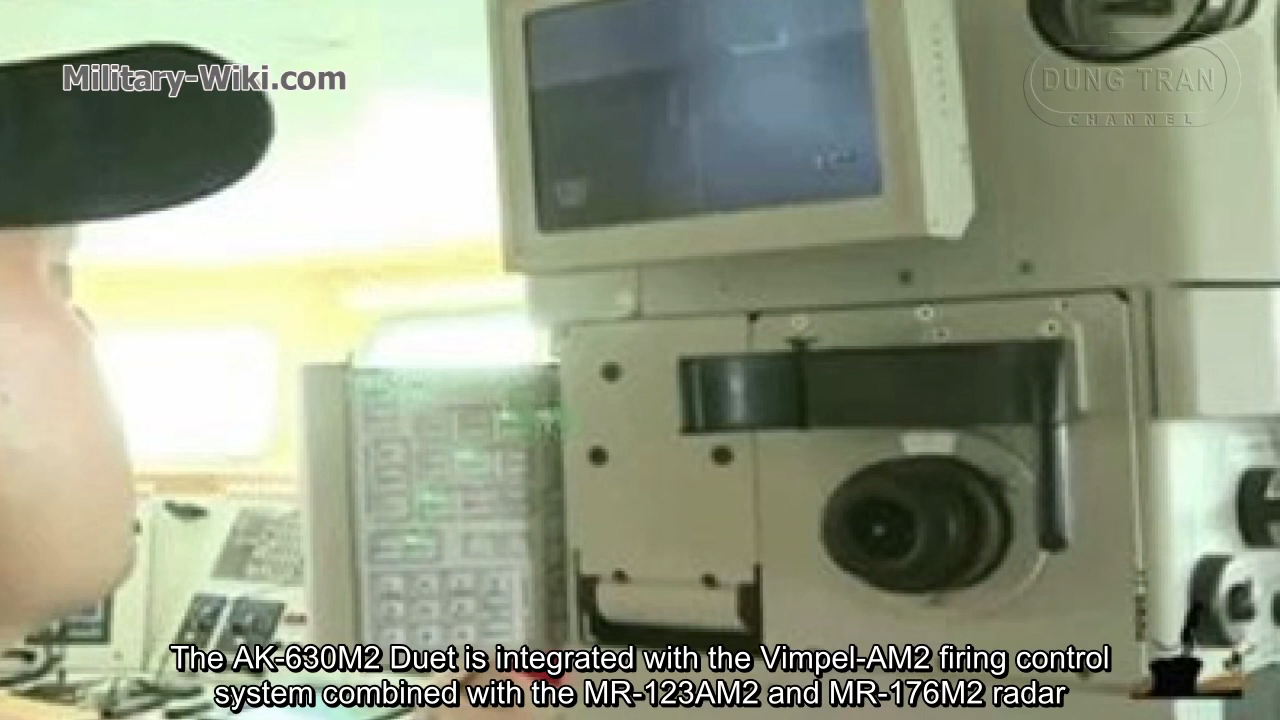 Military-Wiki.com
DUNG TRAN
CHANNEL
The AK-630M2 Duet is integrated with the Vimpel-AM2 firing control
system combined with the MR-123AM2 and MR-176M2 radar